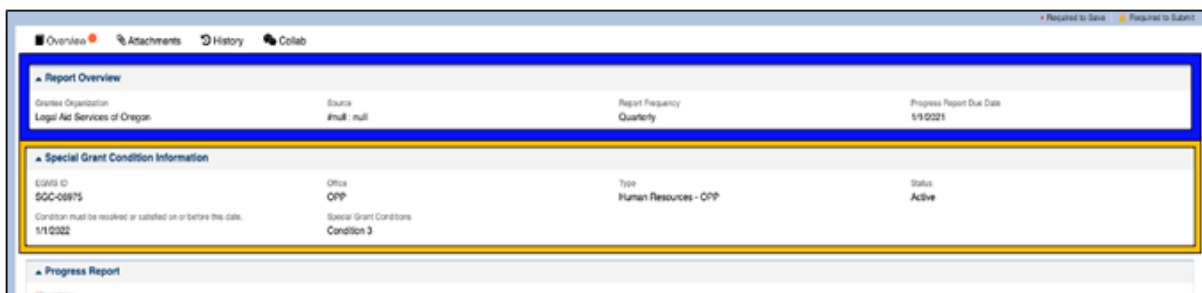 Required to Save Required to Submit
Overview Attachments History Collab
Report Overview
Grantee Organization Source Report Frequency Progress Report Due Date
Legal Aid Services of Oregon #null : null Quarterly 1/1/2021
Special Grant Condition Information
EGMS ID Office Type Status
SGC-06975 OPP Human Resources - OPP Active
Condition must be resolved or satisfied on or before this date. Special Grant Conditions
1/1/2022 Condition 3
Progress Report